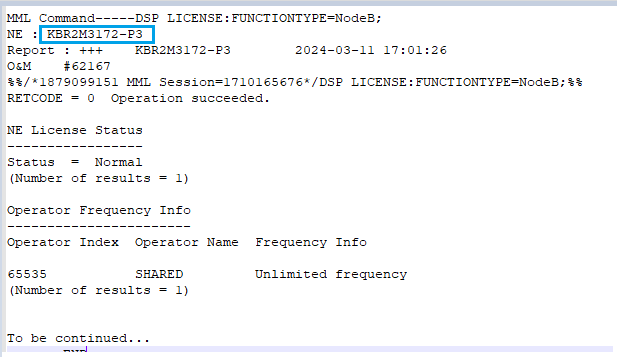 MML Command-----DSP LICENSE:FUNCTIONTYPE=NodeB;
NE : KBR2M3172-P3
Report : +++    KBR2M3172-P3        2024-03-11 17:01:26
O&M    #62167
%%/*1879099151 MML Session=1710165676*/DSP LICENSE:FUNCTIONTYPE=NodeB;%%
RETCODE = 0  Operation succeeded.
NE License Status
-----------------
Status  =  Normal
(Number of results = 1)
Operator Frequency Info
-----------------------
Operator Index  Operator Name  Frequency Info
65535           SHARED         Unlimited frequency
(Number of results = 1)
To be continued...